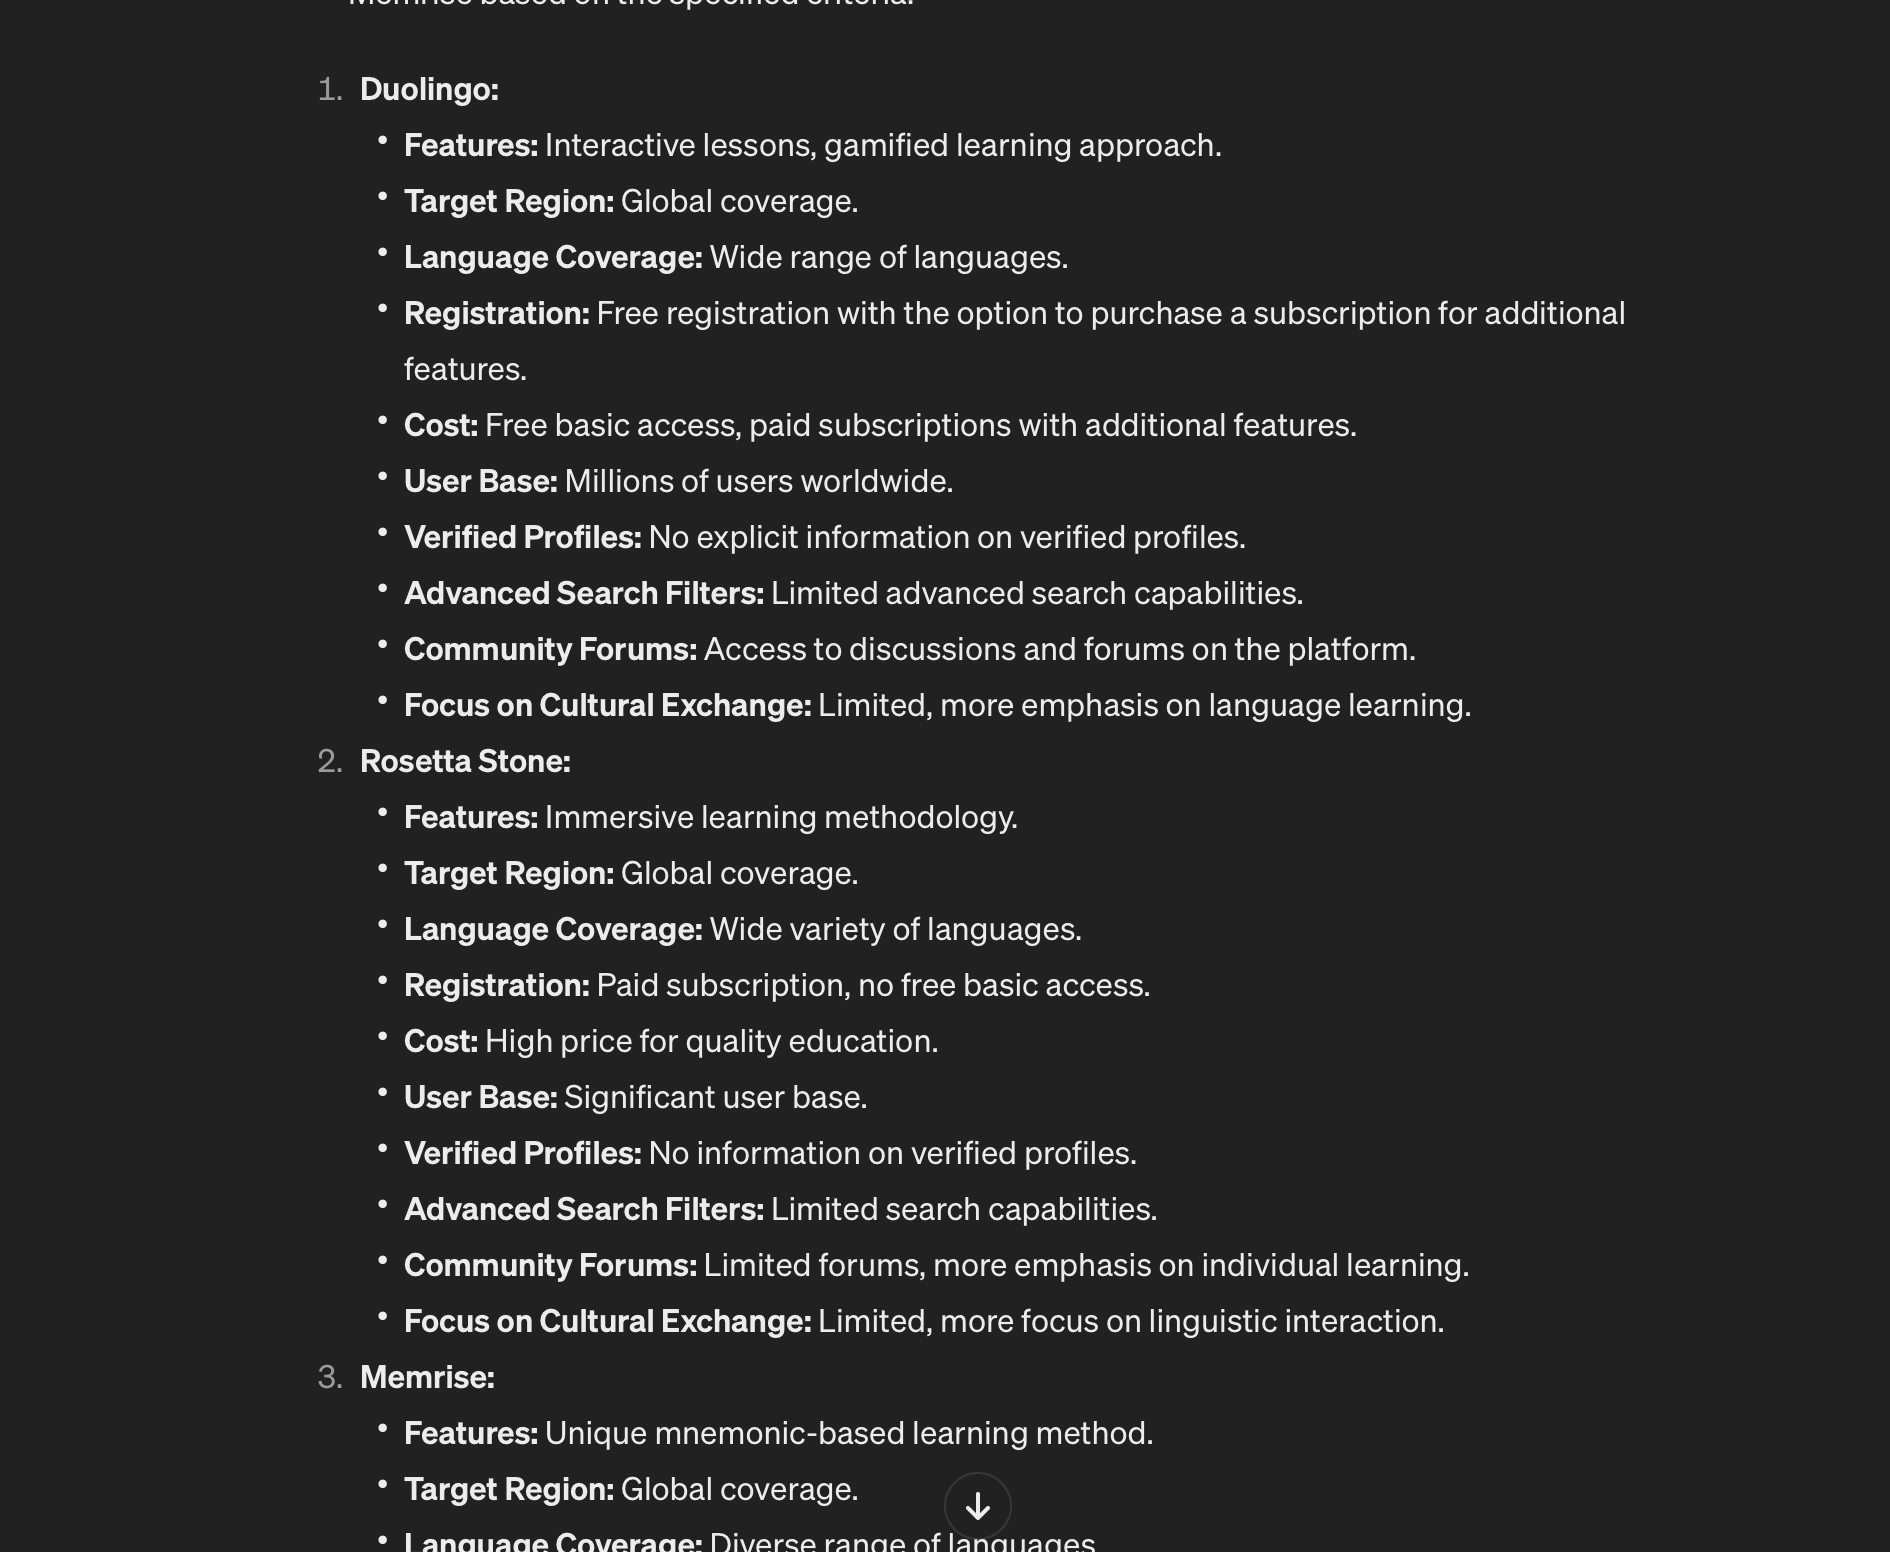 Memrise based on the specified criteria.
1. Duolingo:
• Features: Interactive lessons, gamified learning approach.
• Target Region: Global coverage.
• Language Coverage: Wide range of languages.
• Registration: Free registration with the option to purchase a subscription for additional
features.
• Cost: Free basic access, paid subscriptions with additional features.
• User Base: Millions of users worldwide.
• Verified Profiles: No explicit information on verified profiles.
• Advanced Search Filters: Limited advanced search capabilities.
• Community Forums: Access to discussions and forums on the platform.
• Focus on Cultural Exchange: Limited, more emphasis on language learning.
2. Rosetta Stone:
• Features: Immersive learning methodology.
• Target Region: Global coverage.
• Language Coverage: Wide variety of languages.
• Registration: Paid subscription, no free basic access.
• Cost: High price for quality education.
• User Base: Significant user base.
• Verified Profiles: No information on verified profiles.
• Advanced Search Filters: Limited search capabilities.
• Community Forums: Limited forums, more emphasis on individual learning.
• Focus on Cultural Exchange: Limited, more focus on linguistic interaction.
3. Memrise:
• Features: Unique mnemonic-based learning method.
• Target Region: Global coverage.
• Language Coverage: Diverse range of languages